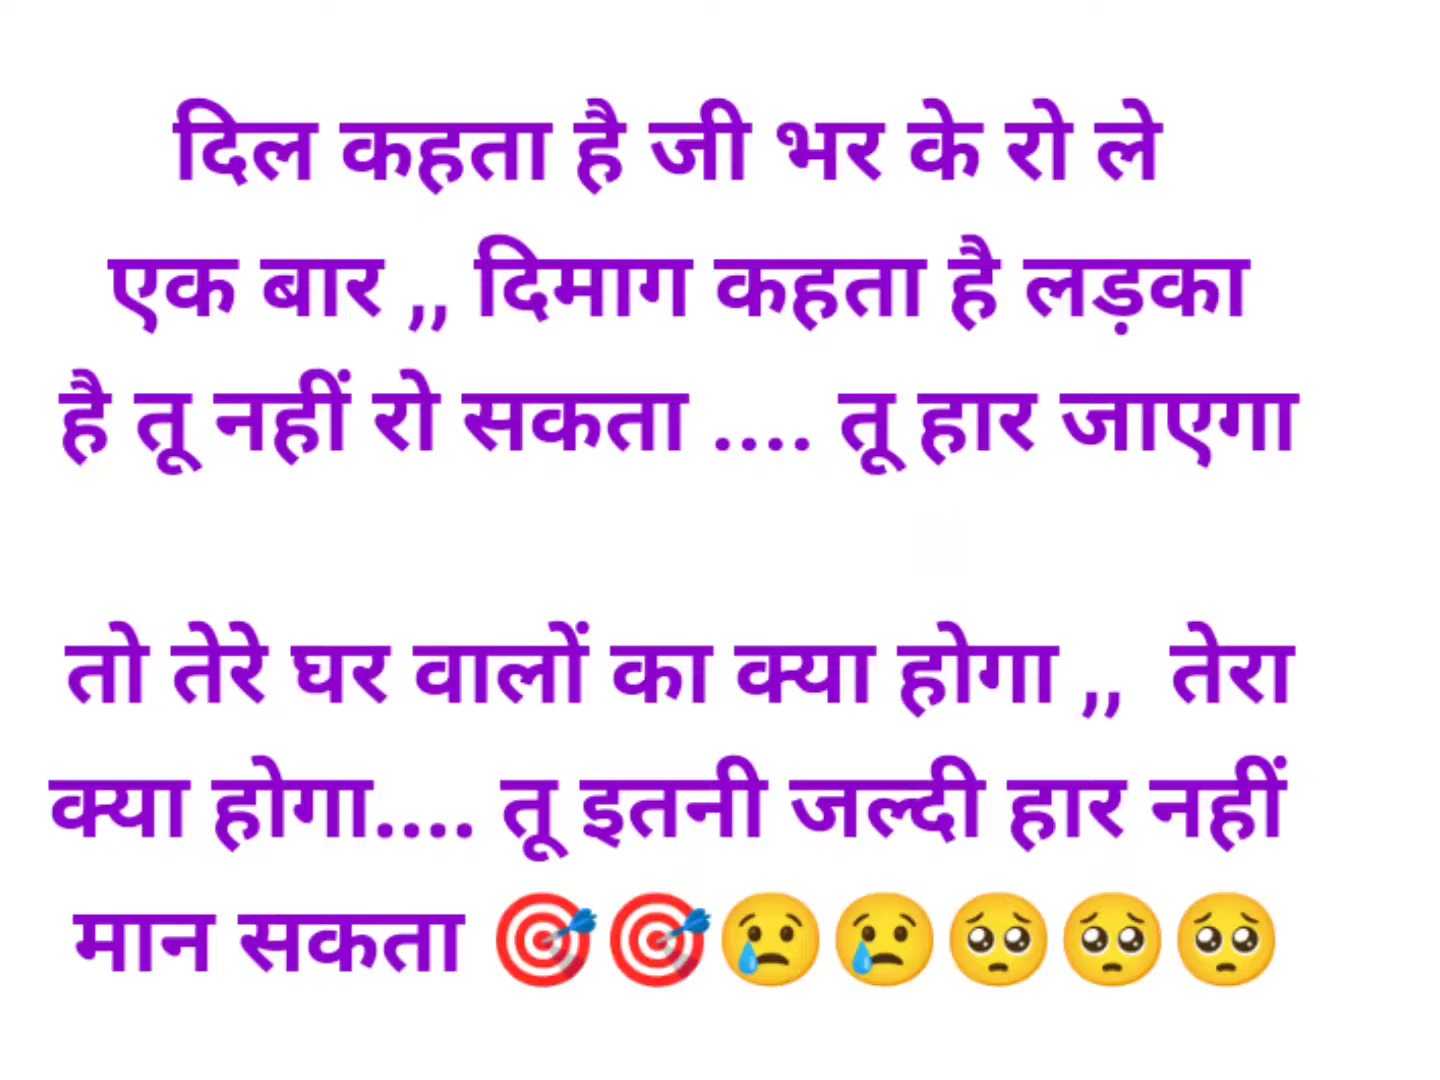 दिल कहता है जी भर के रो ले
एक बार ,, दिमाग कहता है लड़का
है तू नहीं रो सकता .... तू हार जाएगा
तो तेरे घर वालों का क्या होगा ,, तेरा
क्या होगा.... तू इतनी जल्दी हार नहीं
मान सकता 🎯🎯😢😢🥺🥺🥺